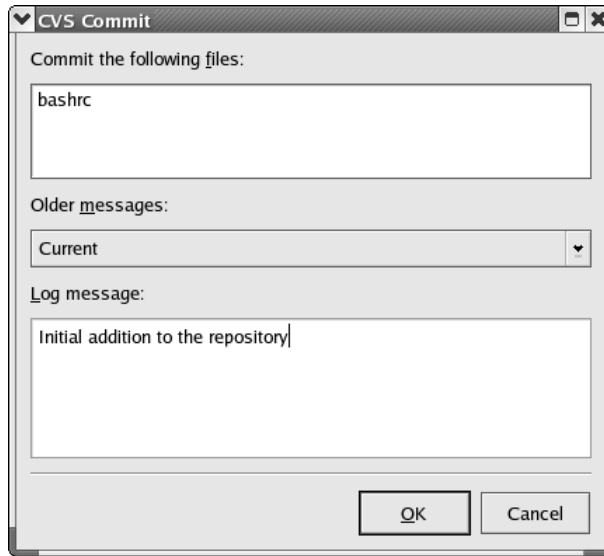 CVS Commit
Commit the following files:
bashrc
Older messages:
Current
Log message:
Initial addition to the repository
OK
Cancel